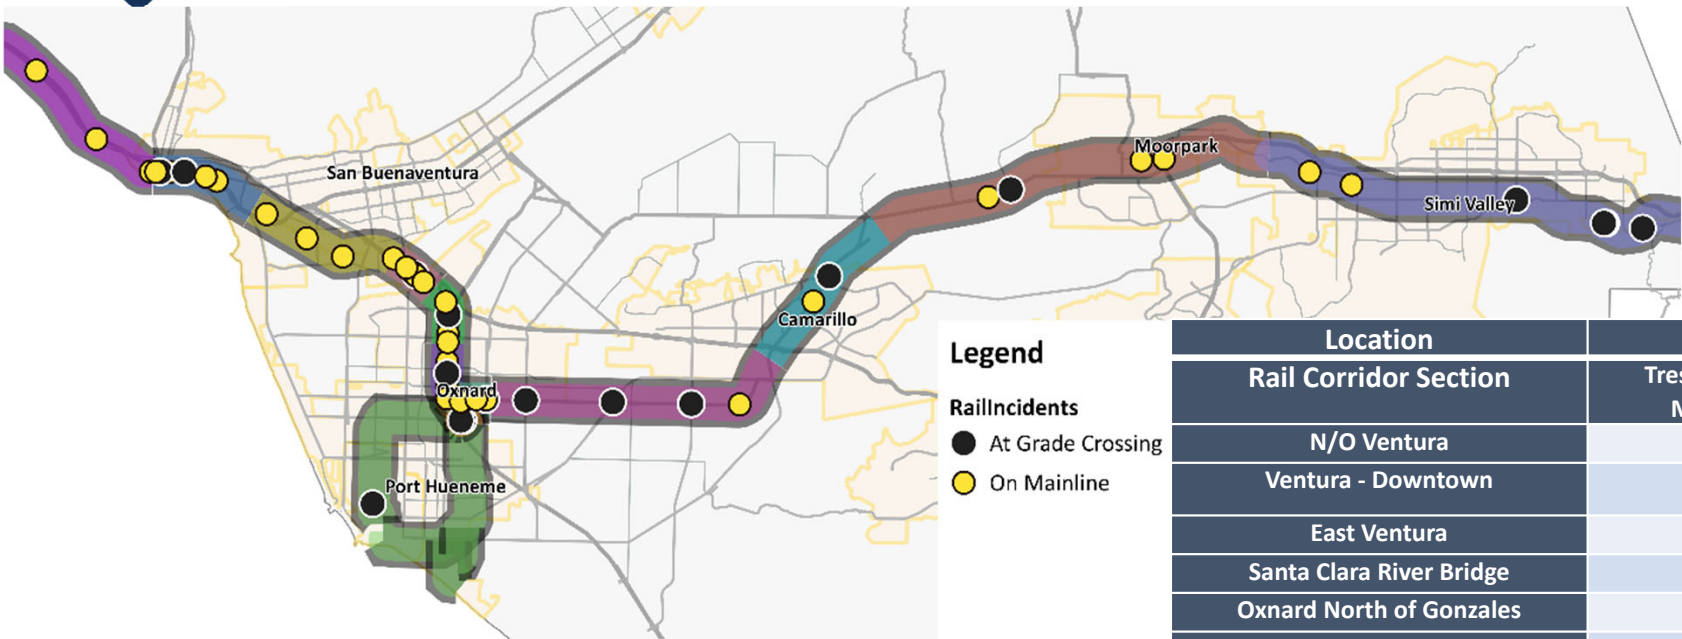 San Buenaventura
Moorpark
Simi Valley
Camarillo
Oxnard
Port Hueneme
Legend
RailIncidents
At Grade Crossing
On Mainline
Location
Rail Corridor Section
N/O Ventura
Ventura - Downtown
East Ventura
Santa Clara River Bridge
Oxnard North of Gonzales